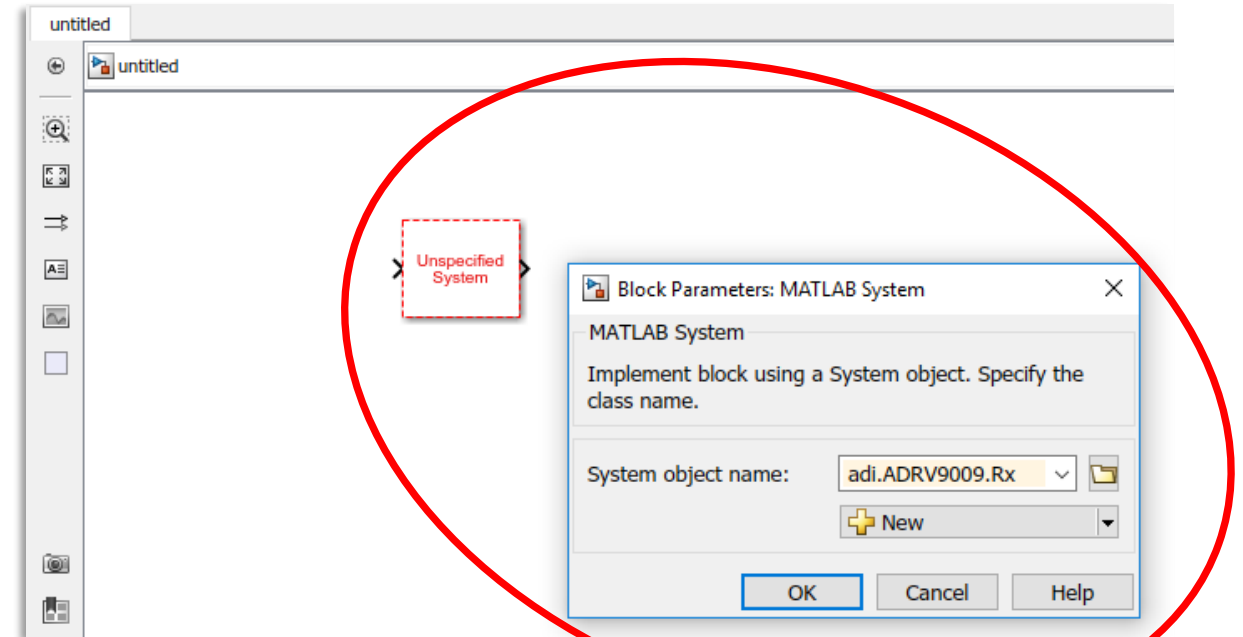 untitled
untitled
Unspecified
System
Block Parameters: MATLAB System
MATLAB System
Implement block using a System object. Specify the
class name.
System object name:
adi.ADRV9009.Rx
New
OK
Cancel
Help